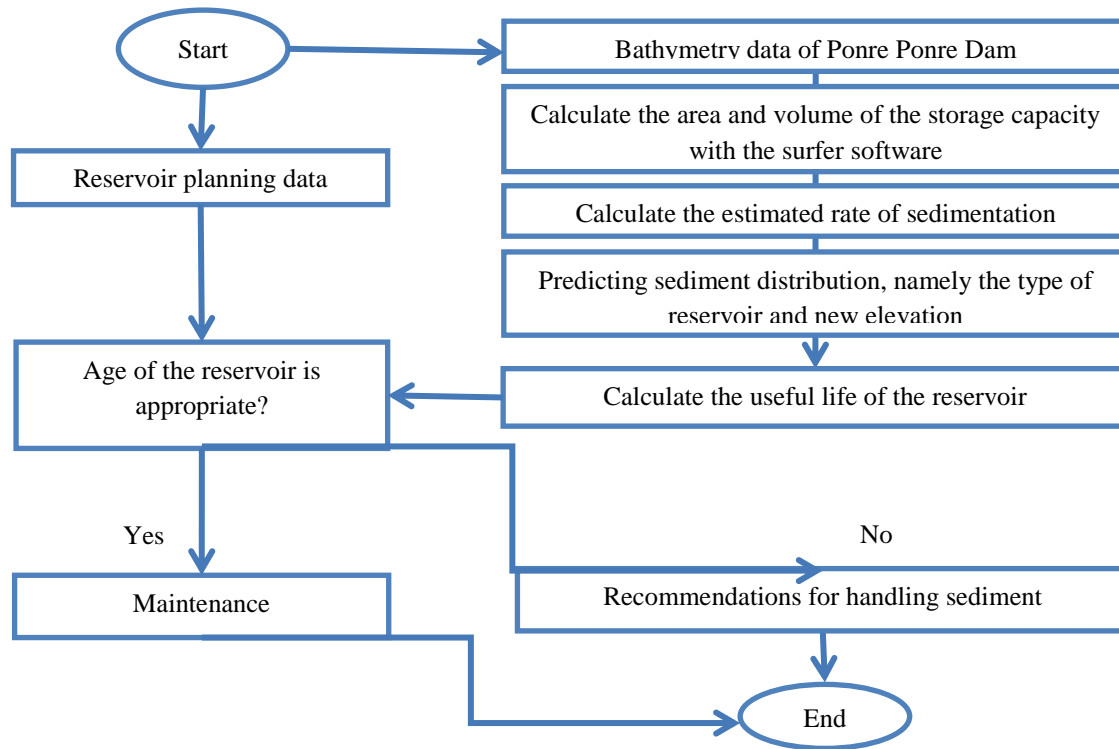 Start
Bathymetry data of Ponre Ponre Dam
Calculate the area and volume of the storage capacity
with the surfer software
Reservoir planning data
Calculate the estimated rate of sedimentation
Predicting sediment distribution, namely the type of
reservoir and new elevation
Age of the reservoir is
appropriate?
Calculate the useful life of the reservoir
Yes
No
Maintenance
Recommendations for handling sediment
End